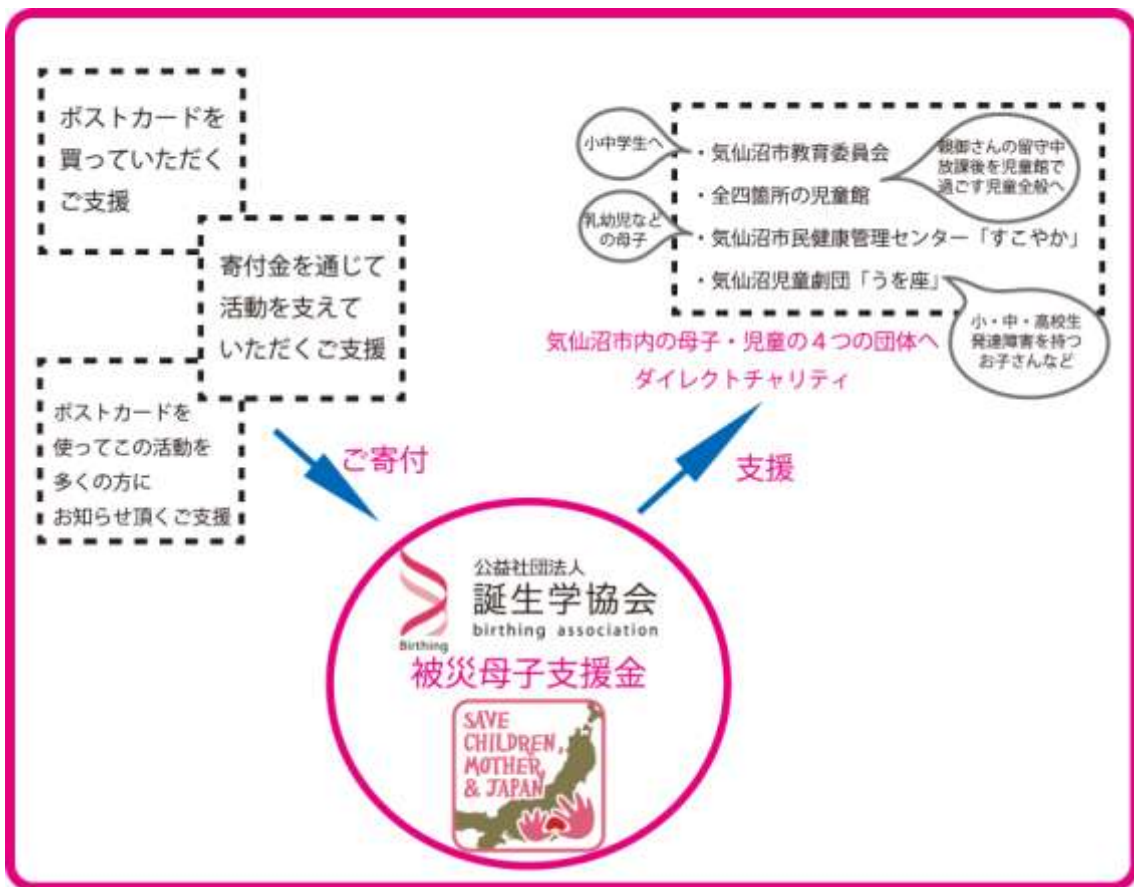 ポストカードを
買っていただく
ご支援
寄付金を通じて
活動を支えて
いただくご支援
ポストカードを
使ってこの活動を
多くの方に
お知らせ頂くご支援
小中学生へ
・気仙沼市教育委員会
親御さんの留守中
放課後を児童館で
過ごす児童全般へ
・全四箇所の児童館
乳幼児など
の母子
・気仙沼市民健康管理センター「すこやか」
・気仙沼児童劇団「うを座」
小・中・高校生
発達障害を持つ
お子さんなど
気仙沼市内の母子・児童の４つの団体へ
ダイレクトチャリティ
ご寄付
支援
公益社団法人
誕生学協会
birthing association
Birthing
被災母子支援金
SAVE
CHILDREN,
MOTHER,
& JAPAN